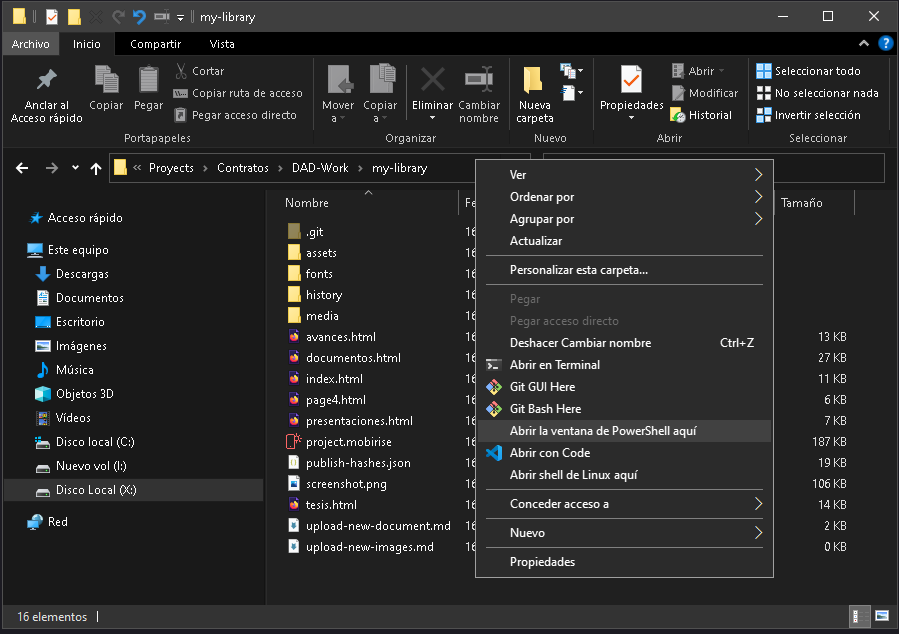 my-library
Archivo Inicio Compartir Vista
Anclar al Acceso rápido
Copiar
Pegar
Cortar
Copiar ruta de acceso
Pegar acceso directo
Portapapeles
Mover a
Copiar a
Eliminar
Cambiar nombre
Organizar
Nueva carpeta
Nuevo
Propiedades
Abrir
Modificar
Historial
Abrir
Seleccionar todo
No seleccionar nada
Invertir selección
Seleccionar
« Proyects > Contratos > DAD-Work > my-library
Acceso rápido
Este equipo
Descargas
Documentos
Escritorio
Imágenes
Música
Objetos 3D
Vídeos
Disco local (C:)
Nuevo vol (I:)
Disco Local (X:)
Red
Nombre Fe Tamaño
.git 16
assets 16
fonts 16
history 16
media 16
avances.html 16 13 KB
documentos.html 16 27 KB
index.html 16 11 KB
page4.html 16 6 KB
presentaciones.html 16 7 KB
project.mobirise 16 187 KB
publish-hashes.json 16 19 KB
screenshot.png 16 106 KB
tesis.html 16 14 KB
upload-new-document.md 16 2 KB
upload-new-images.md 16 0 KB
Ver
Ordenar por
Agrupar por
Actualizar
Personalizar esta carpeta...
Pegar
Pegar acceso directo
Deshacer Cambiar nombre Ctrl+Z
Abrir en Terminal
Git GUI Here
Git Bash Here
Abrir la ventana de PowerShell aquí
Abrir con Code
Abrir shell de Linux aquí
Conceder acceso a
Nuevo
Propiedades
16 elementos